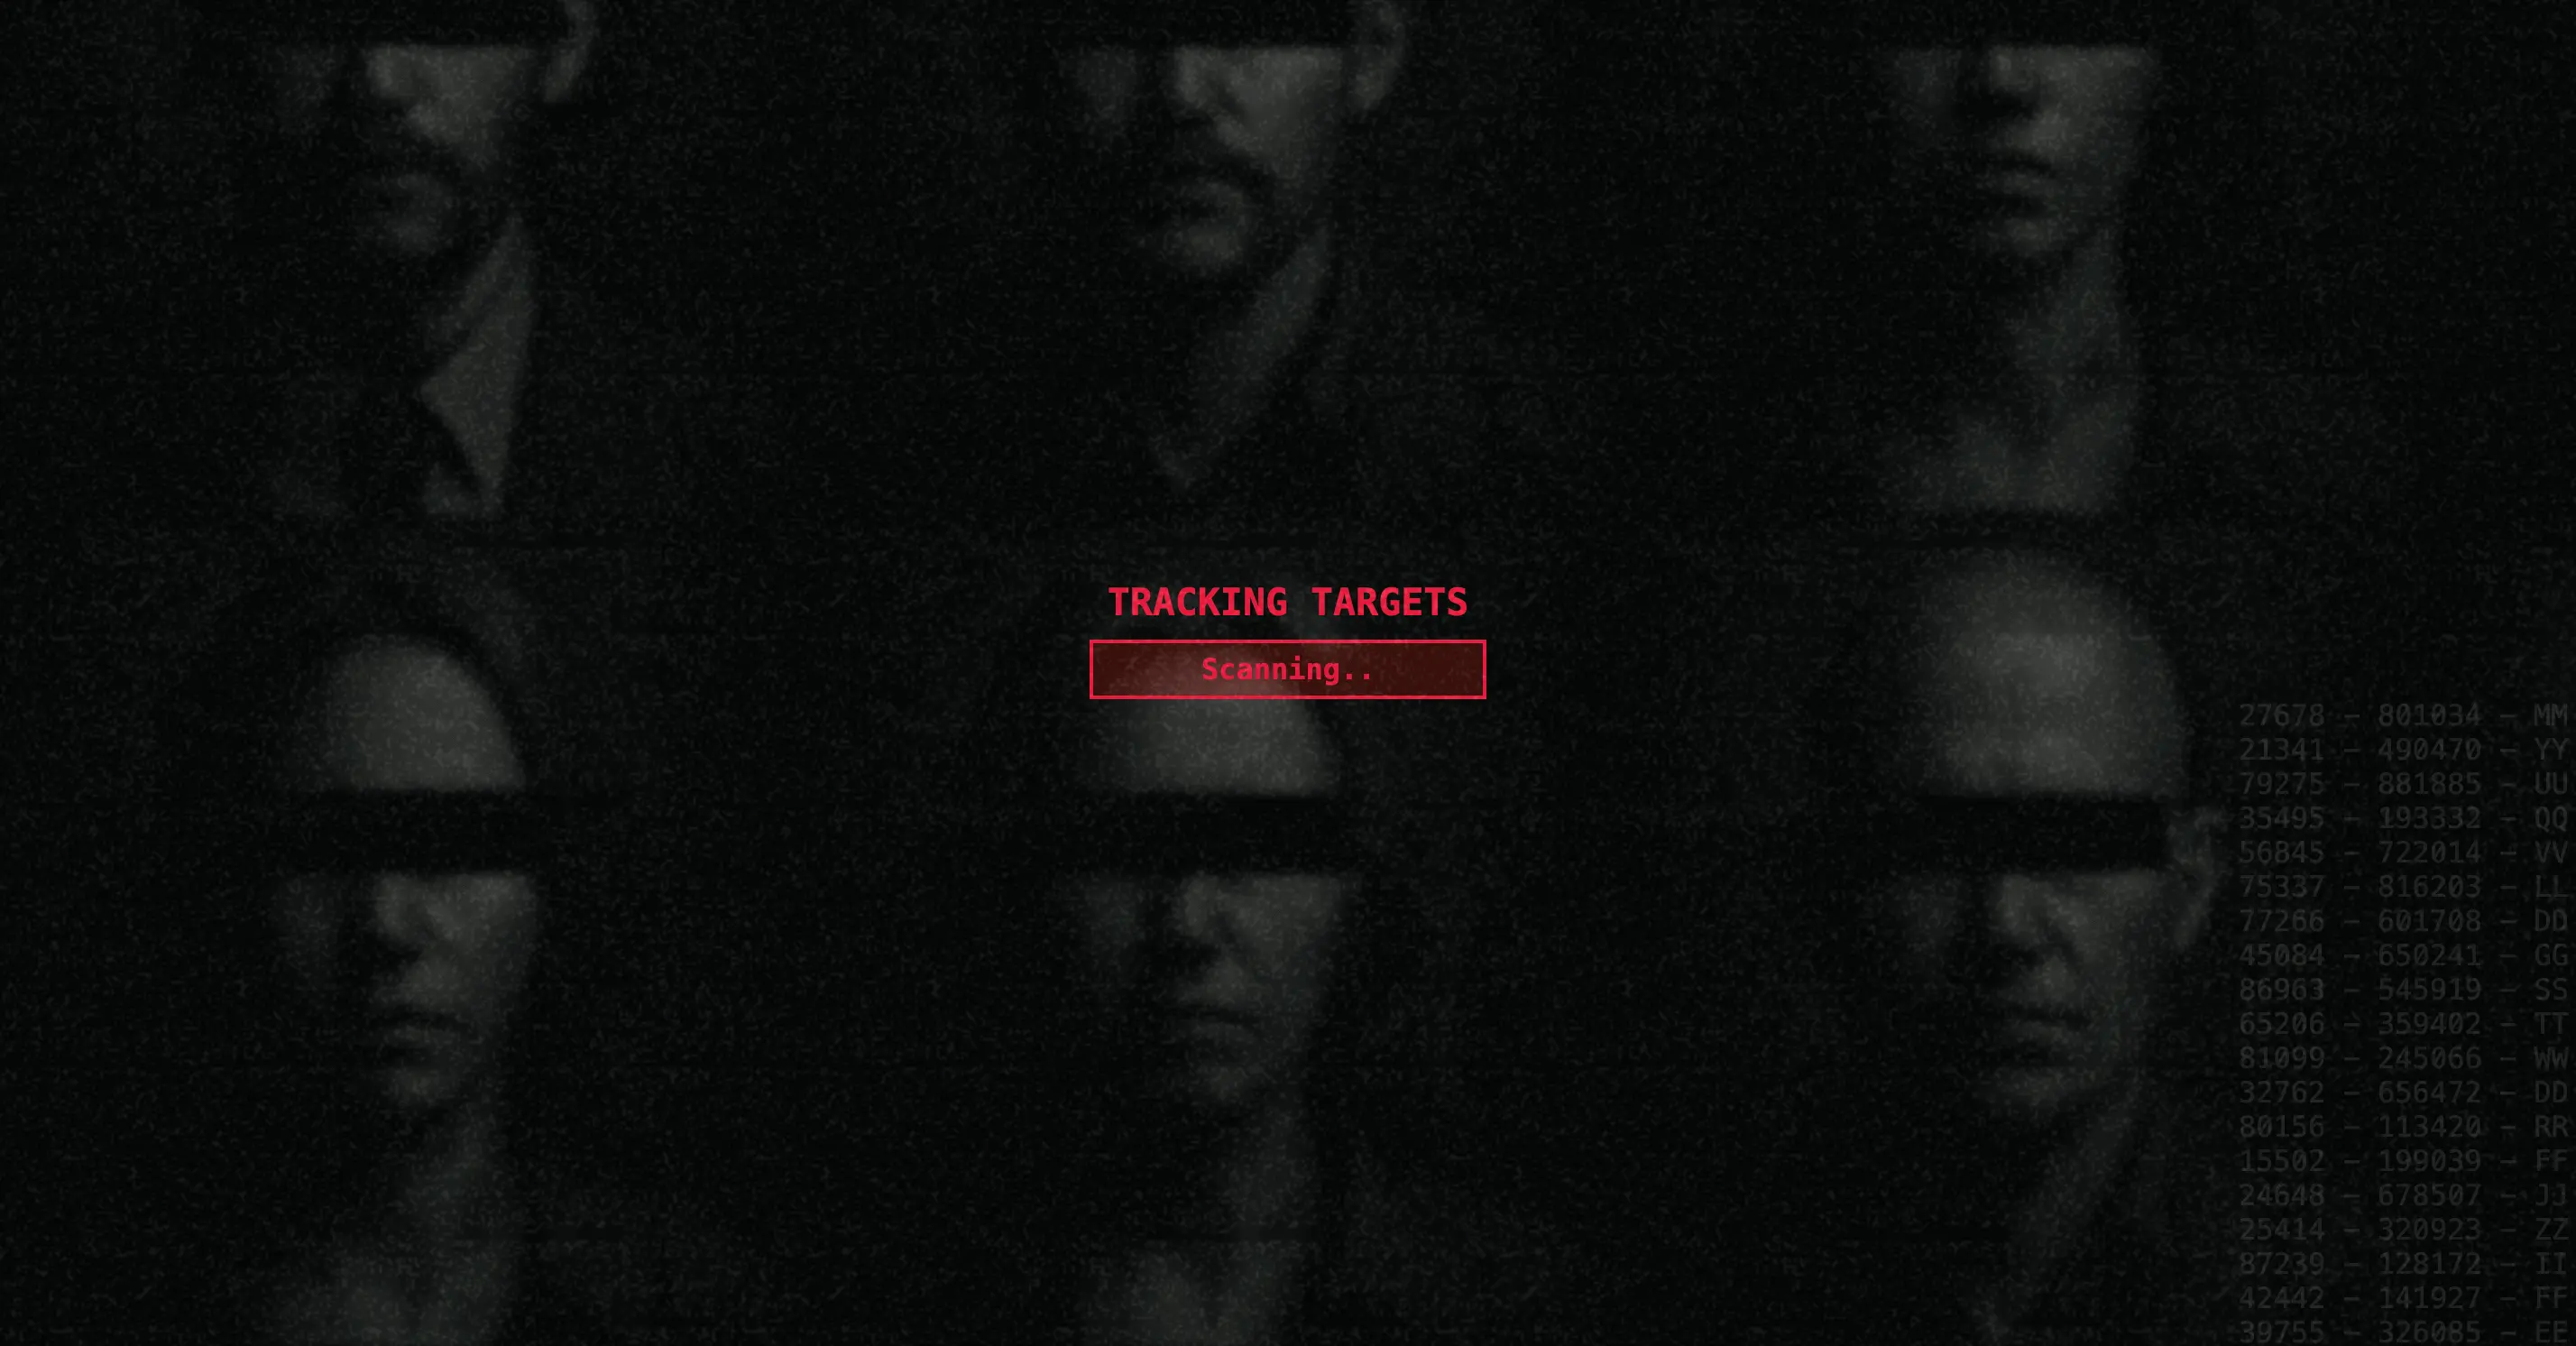 TRACKING TARGETS
Scanning..
27678 – 801034 – MM
21341 – 490470 – YY
79275 – 881885 – UU
35495 – 193332 – QQ
56845 – 722014 – VV
75337 – 816203 – LL
77266 – 601708 – DD
45084 – 650241 – GG
86963 – 545919 – SS
65206 – 359402 – TT
81099 – 245066 – WW
32762 – 656472 – DD
80156 – 113420 – RR
15502 – 199039 – FF
24648 – 678507 – JJ
25414 – 320923 – ZZ
87239 – 128172 – II
42442 – 141927 – FF
39755 – 326085 – EE